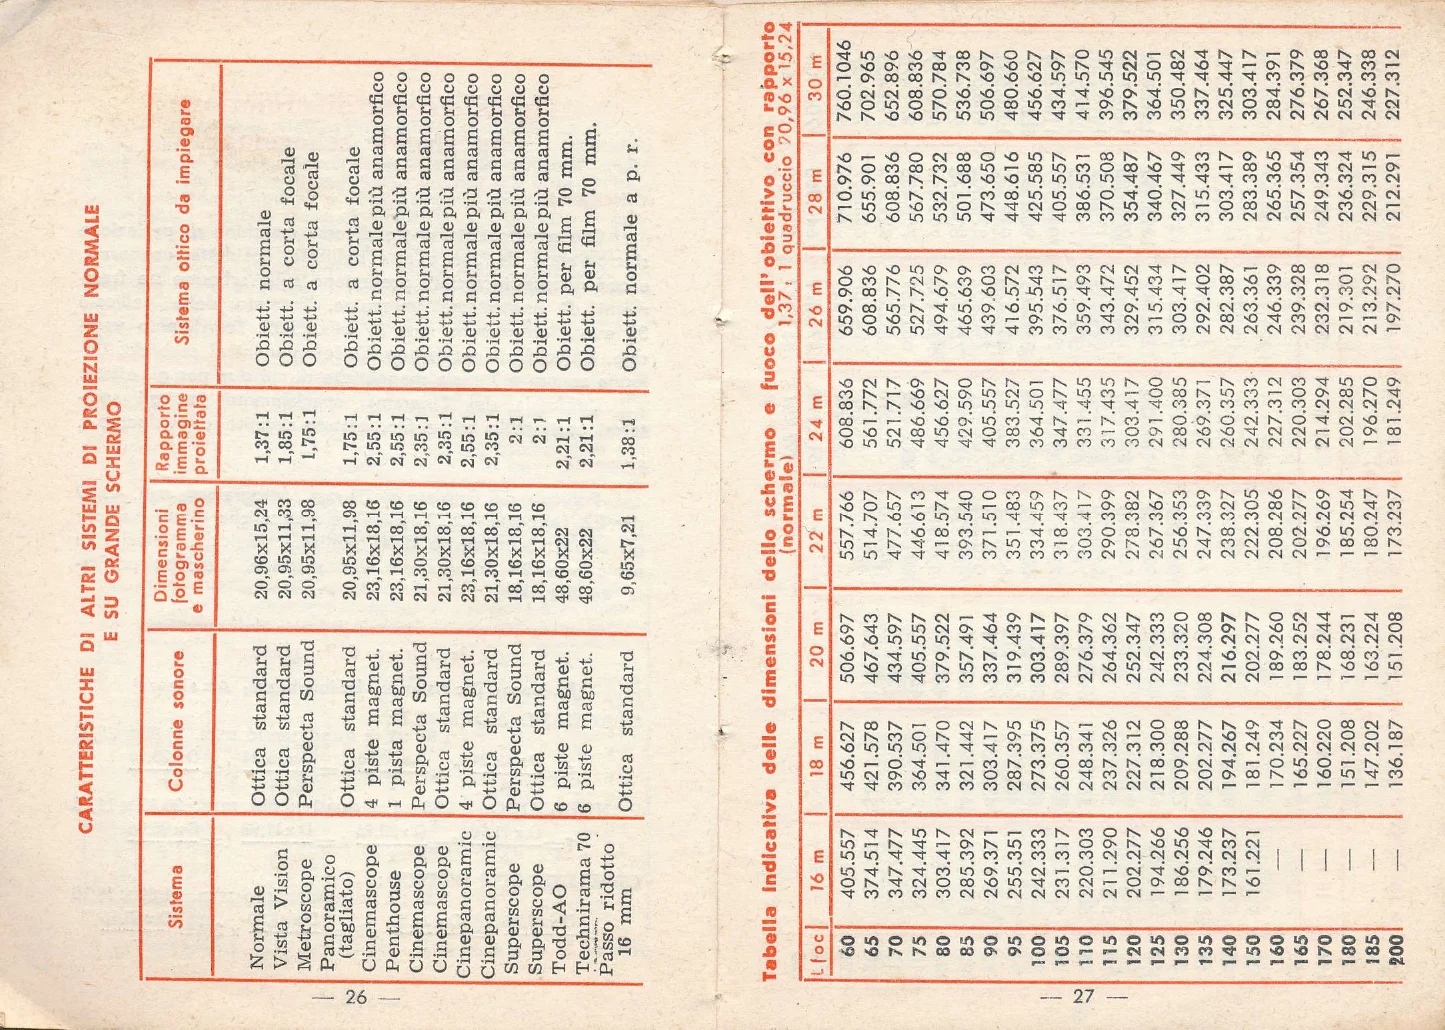 CARATTERISTICHE DI ALTRI SISTEMI DI PROIEZIONE NORMALE
E SU GRANDE SCHERMO
Sistema Colonne sonore Dimensioni fotogramma e mascherino Rapporto immagine proiettata Sistema ottico da impiegare
Normale Ottica standard 20,96x15,24 1,37:1 Obiett. normale
Vista Vision Ottica standard 20,95x11,33 1,85:1 Obiett. a corta focale
Metroscope Perspecta Sound 20,95x11,98 1,75:1 Obiett. a corta focale
Panoramico
(tagliato) Ottica standard 20,95x11,98 1,75:1 Obiett. a corta focale
Cinemascope 4 piste magnet. 23,16x18,16 2,55:1 Obiett. normale più anamorfico
Penthouse 1 pista magnet. 23,16x18,16 2,55:1 Obiett. normale più anamorfico
Cinemascope Perspecta Sound 21,30x18,16 2,35:1 Obiett. normale più anamorfico
Cinemascope Ottica standard 21,30x18,16 2,35:1 Obiett. normale più anamorfico
Cinepanoramic 4 piste magnet. 23,16x18,16 2,55:1 Obiett. normale più anamorfico
Cinepanoramic Ottica standard 21,30x18,16 2,35:1 Obiett. normale più anamorfico
Superscope Perspecta Sound 18,16x18,16 2:1 Obiett. normale più anamorfico
Superscope Ottica standard 18,16x18,16 2:1 Obiett. normale più anamorfico
Todd-AO 6 piste magnet. 48,60x22 2,21:1 Obiett. per film 70 mm.
Technirama 70 6 piste magnet. 48,60x22 2,21:1 Obiett. per film 70 mm.
Passo ridotto
16 mm Ottica standard 9,65x7,21 1,38:1 Obiett. normale a p. r.
— 26 —
Tabella Indicativa delle dimensioni dello schermo e fuoco dell'obiettivo con rapporto
(normale) 1,37 : 1 quadruccio 20,96 x 15,24
L foc 16 m 18 m 20 m 22 m 24 m 26 m 28 m 30 m
60 405.557 456.627 506.697 557.766 608.836 659.906 710.976 760.1046
65 374.514 421.578 467.643 514.707 561.772 608.836 655.901 702.965
70 347.477 390.537 434.597 477.657 521.717 565.776 608.836 652.896
75 324.445 364.501 405.557 446.613 486.669 527.725 567.780 608.836
80 303.417 341.470 379.522 418.574 456.627 494.679 532.732 570.784
85 285.392 321.442 357.491 393.540 429.590 465.639 501.688 536.738
90 269.371 303.417 337.464 371.510 405.557 439.603 473.650 506.697
95 255.351 287.395 319.439 351.483 383.527 416.572 448.616 480.660
100 242.333 273.375 303.417 334.459 364.501 395.543 425.585 456.627
105 231.317 260.357 289.397 318.437 347.477 376.517 405.557 434.597
110 220.303 248.341 276.379 303.417 331.455 359.493 386.531 414.570
115 211.290 237.326 264.362 290.399 317.435 343.472 370.508 396.545
120 202.277 227.312 252.347 278.382 303.417 329.452 354.487 379.522
125 194.266 218.300 242.333 267.367 291.400 315.434 340.467 364.501
130 186.256 209.288 233.320 256.353 280.385 303.417 327.449 350.482
135 179.246 202.277 224.308 247.339 269.371 292.402 315.433 337.464
140 173.237 194.267 216.297 238.327 260.357 282.387 303.417 325.447
150 161.221 181.249 202.277 222.305 242.333 263.361 283.389 303.417
160 — 170.234 189.260 208.286 227.312 246.339 265.365 284.391
165 — 165.227 183.252 202.277 220.303 239.328 257.354 276.379
170 — 160.220 178.244 196.269 214.294 232.318 249.343 267.368
180 — 151.208 168.231 185.254 202.285 219.301 236.324 252.347
185 — 147.202 163.224 180.247 196.270 213.292 229.315 246.338
200 — 136.187 151.208 173.237 181.249 197.270 212.291 227.312
— 27 —